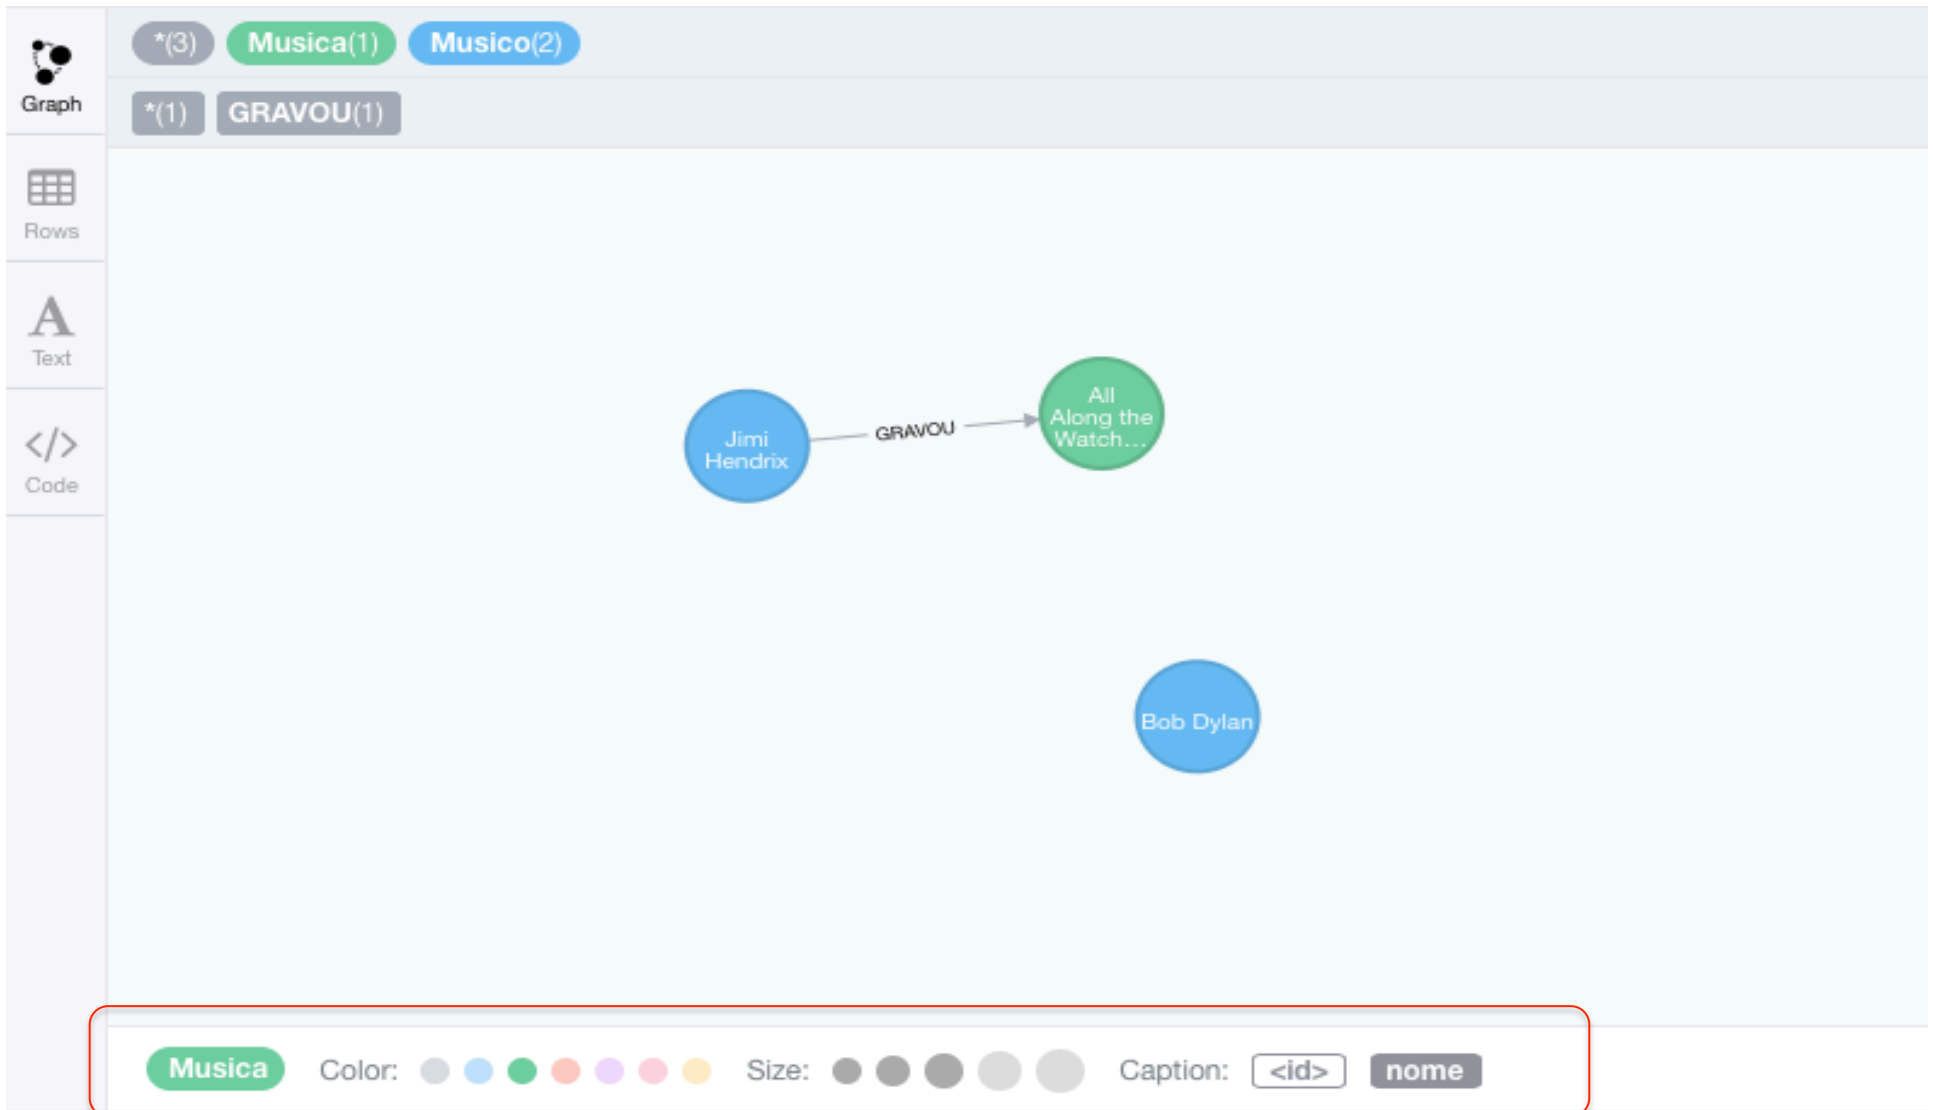 Graph
Rows
Text
</>
Code
*(3) Musica(1) Musico(2)
*(1) GRAVOU(1)
Jimi
Hendrix
GRAVOU
All
Along the
Watch...
Bob Dylan
Musica Color: Size: Caption: <id> nome